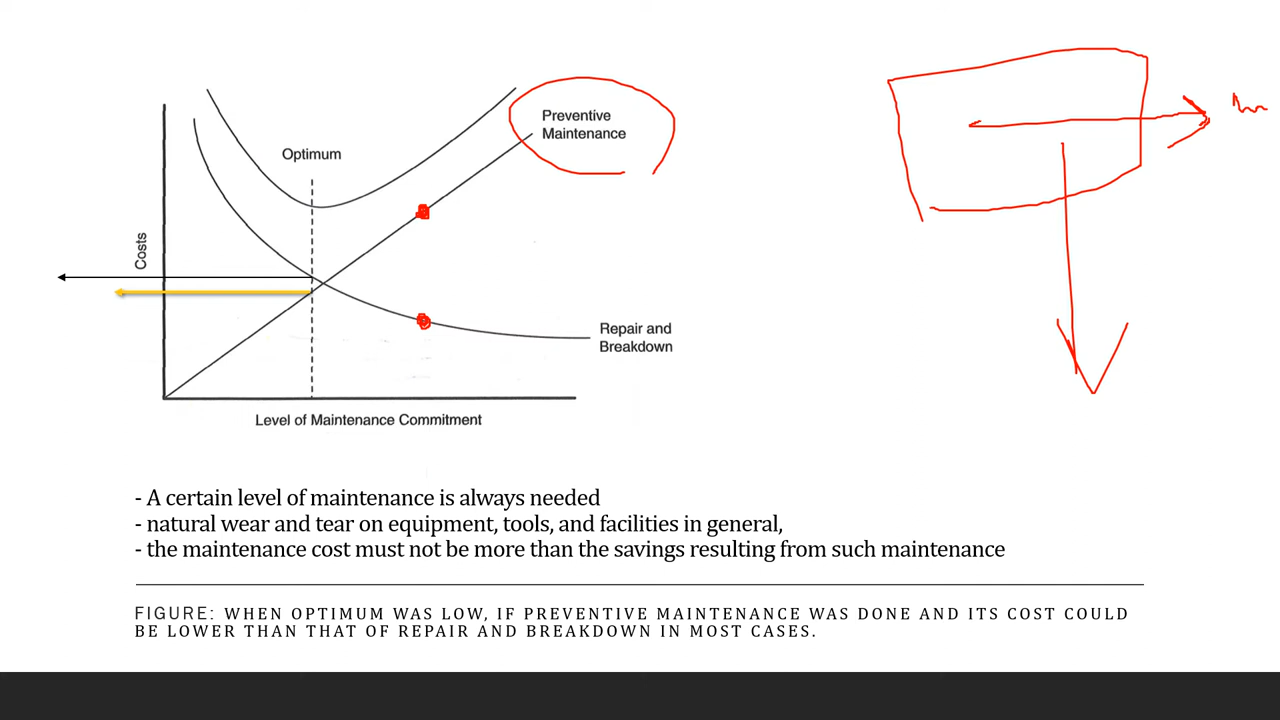 Preventive
Maintenance
Optimum
Costs
Repair and
Breakdown
Level of Maintenance Commitment
- A certain level of maintenance is always needed
- natural wear and tear on equipment, tools, and facilities in general,
- the maintenance cost must not be more than the savings resulting from such maintenance
FIGURE: WHEN OPTIMUM WAS LOW, IF PREVENTIVE MAINTENANCE WAS DONE AND ITS COST COULD
BE LOWER THAN THAT OF REPAIR AND BREAKDOWN IN MOST CASES.